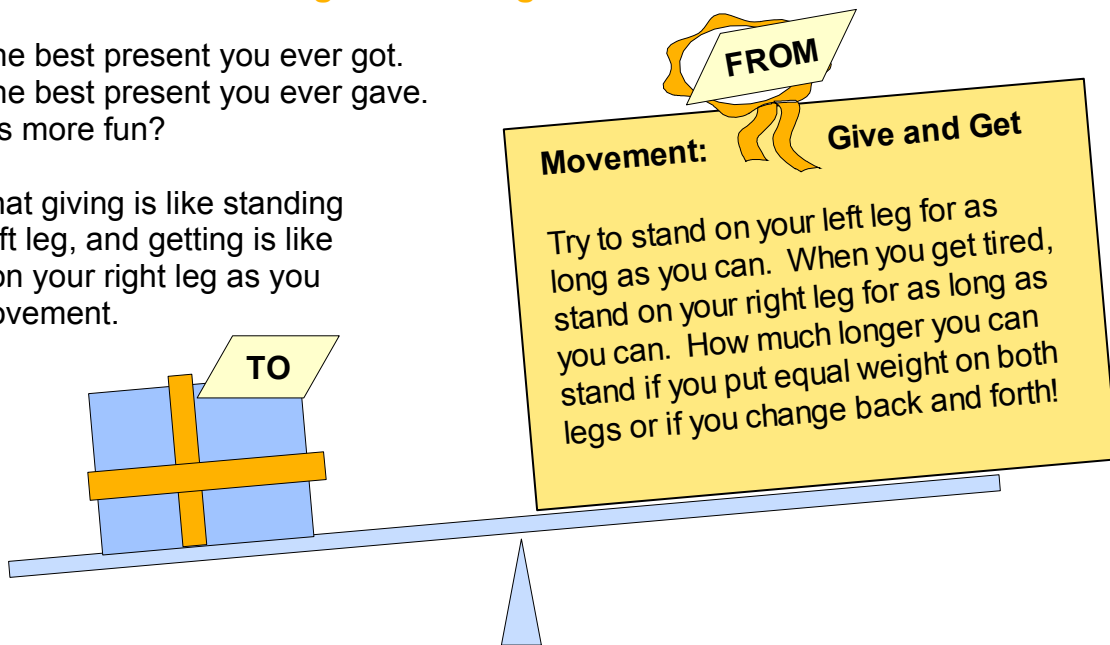 he best present you ever got.
he best present you ever gave.
s more fun?
hat giving is like standing
ft leg, and getting is like
on your right leg as you
ovement.
TO
FROM
Movement: Give and Get
Try to stand on your left leg for as
long as you can. When you get tired,
stand on your right leg for as long as
you can. How much longer you can
stand if you put equal weight on both
legs or if you change back and forth!